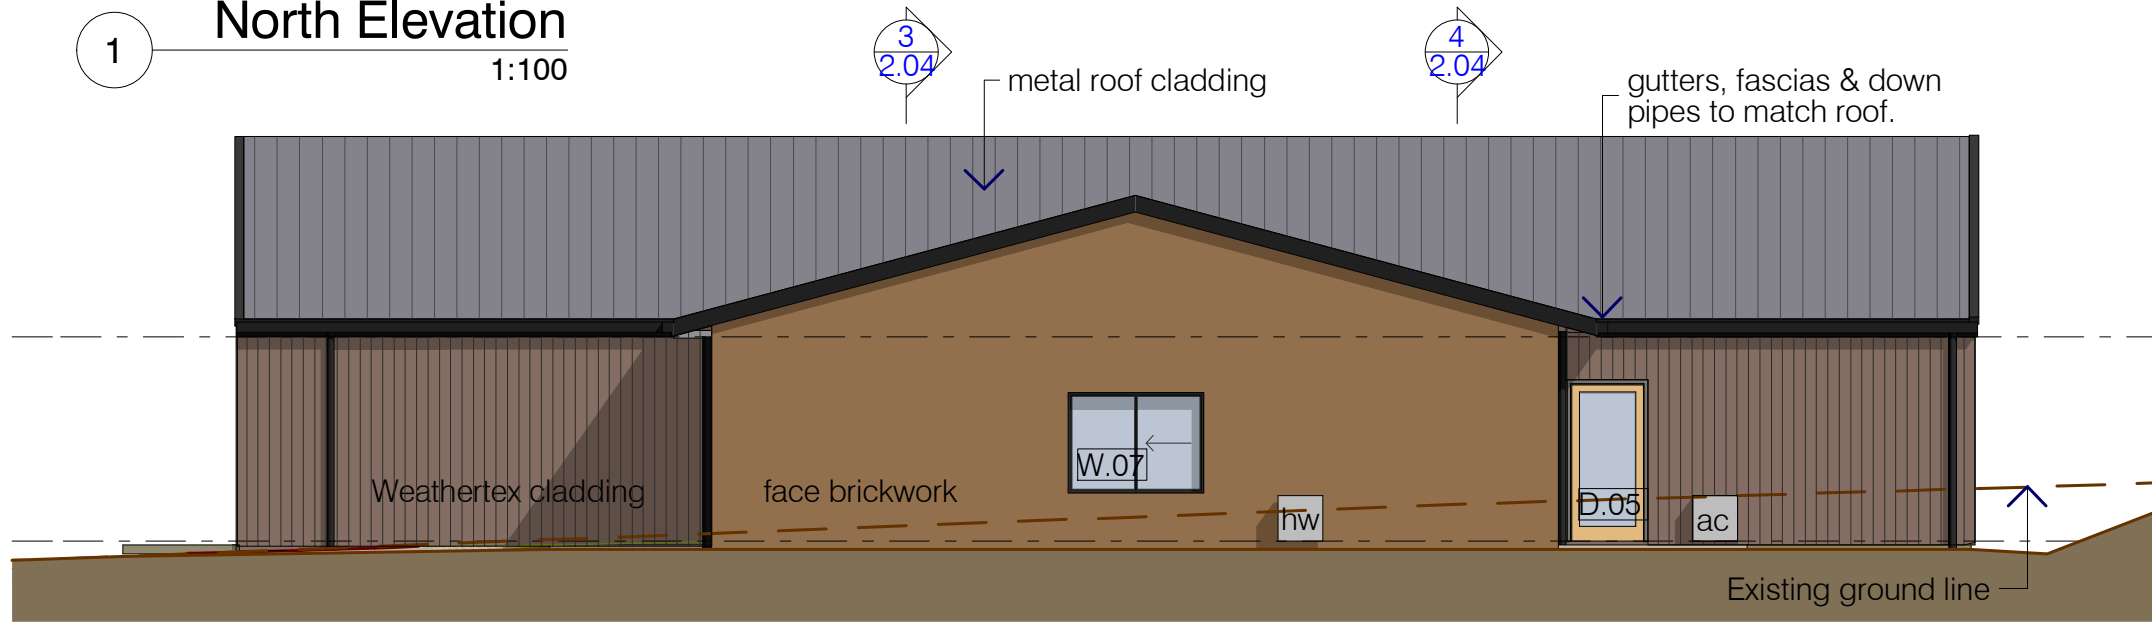 North Elevation
1
1:100
3
2.04
4
2.04
metal roof cladding
gutters, fascias & down
pipes to match roof.
W.07
Weathertex cladding
face brickwork
hw
D.05
ac
Existing ground line